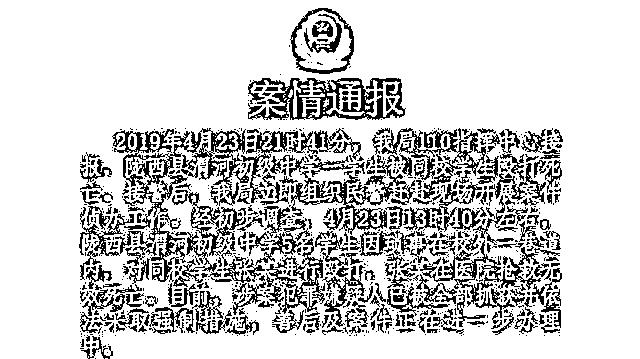 案情通报
2019年4月23日21时41分，我局110指挥中心接
报，陇西县渭河初级中学一学生被同校学生殴打死
亡。接警后，我局立即组织民警赶赴现场开展案件
侦办工作。经初步调查，4月23日13时40分左右，
陇西县渭河初级中学5名学生因琐事在校外一巷道
内，对同校学生张某进行殴打，张某在医院抢救无
效死亡。目前，涉案犯罪嫌疑人已被全部抓获并依
法采取强制措施，善后及案件正在进一步办理
中。